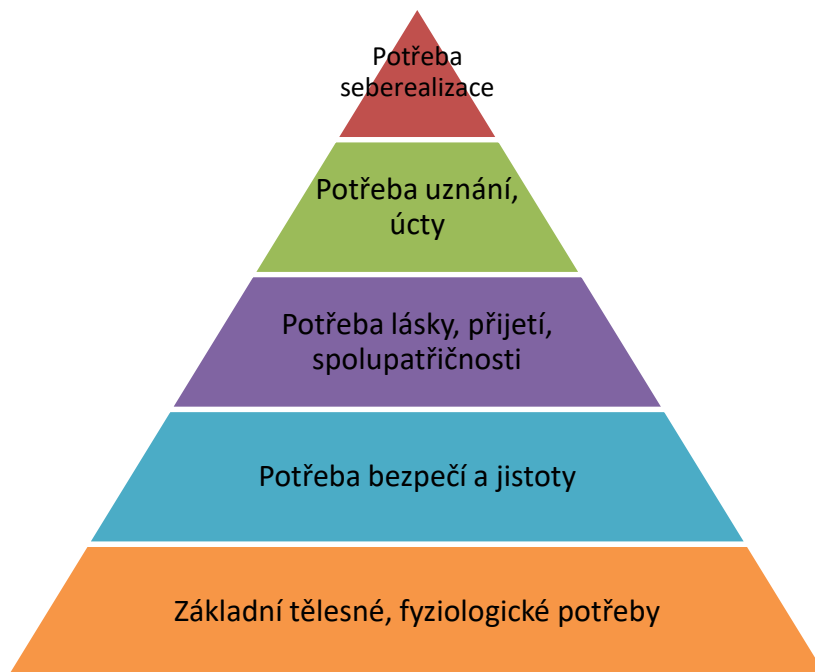 Potřeba
seberealizace
Potřeba uznání,
úcty
Potřeba lásky, přijetí,
spolupatřičnosti
Potřeba bezpečí a jistoty
Základní tělesné, fyziologické potřeby